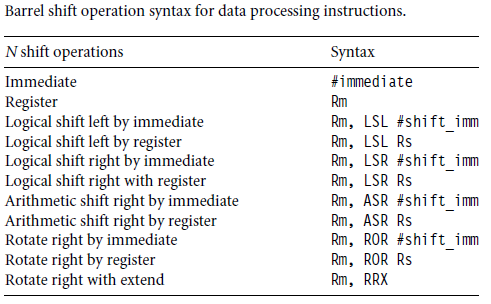 Barrel shift operation syntax for data processing instructions.
N shift operations Syntax
Immediate #immediate
Register Rm
Logical shift left by immediate Rm, LSL #shift_imm
Logical shift left by register Rm, LSL Rs
Logical shift right by immediate Rm, LSR #shift_imm
Logical shift right with register Rm, LSR Rs
Arithmetic shift right by immediate Rm, ASR #shift_imm
Arithmetic shift right by register Rm, ASR Rs
Rotate right by immediate Rm, ROR #shift_imm
Rotate right by register Rm, ROR Rs
Rotate right with extend Rm, RRX